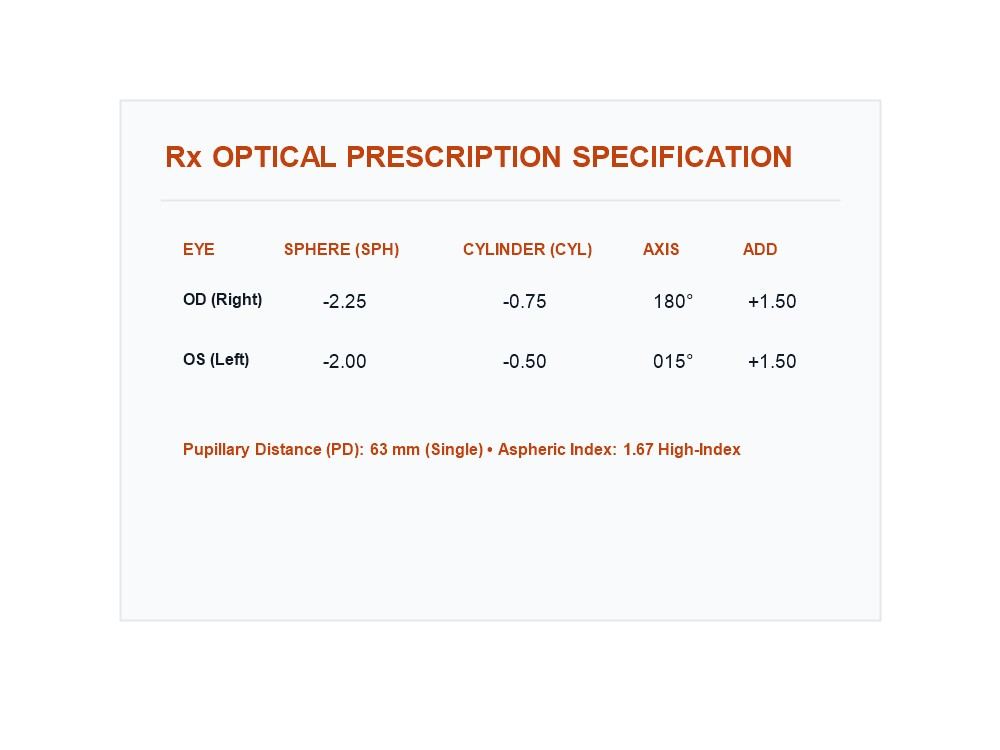 Rx OPTICAL PRESCRIPTION SPECIFICATION
EYE SPHERE (SPH) CYLINDER (CYL) AXIS ADD
OD (Right) -2.25 -0.75 180° +1.50
OS (Left) -2.00 -0.50 015° +1.50
Pupillary Distance (PD): 63 mm (Single) • Aspheric Index: 1.67 High-Index